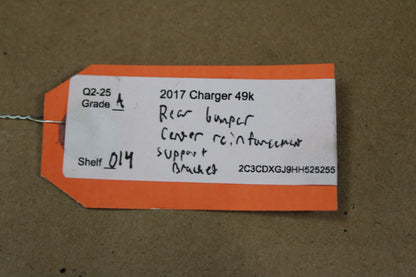 Q2-25
Grade A
2017 Charger 49k
Rear bumper
Center reinforcement
support
Bracket
Shelf 014
2C3CDXGJ9HH525255